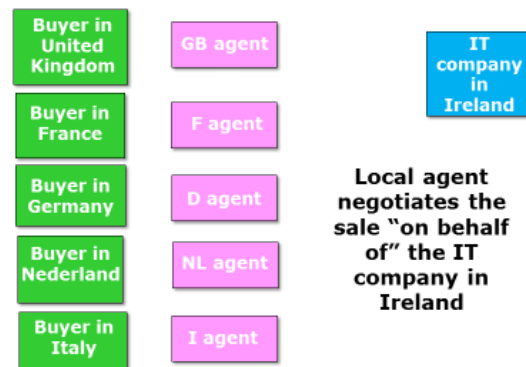 Buyer in
United
Kingdom
GB agent
IT
company
in
Ireland
Buyer in
France
F agent
Buyer in
Germany
D agent
Local agent
negotiates the
sale “on behalf
of” the IT
company in
Ireland
Buyer in
Nederland
NL agent
Buyer in
Italy
I agent